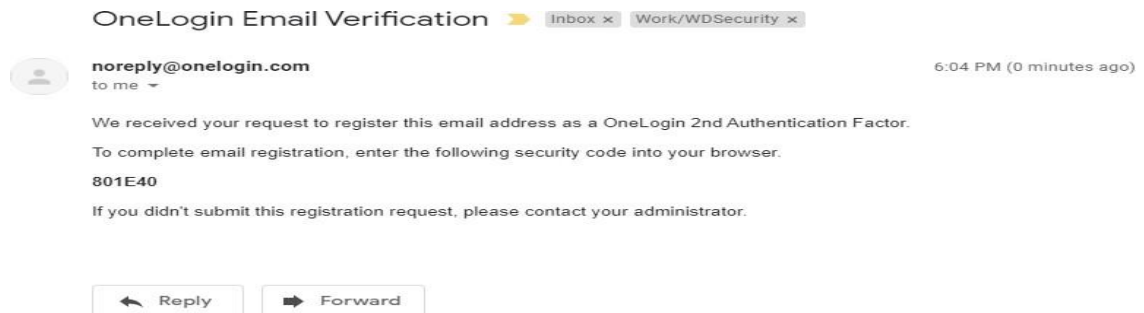 OneLogin Email Verification
Inbox x
Work/WDSecurity x
noreply@onelogin.com
6:04 PM (0 minutes ago)
to me
We received your request to register this email address as a OneLogin 2nd Authentication Factor.
To complete email registration, enter the following security code into your browser.
801E40
If you didn't submit this registration request, please contact your administrator.
Reply
Forward